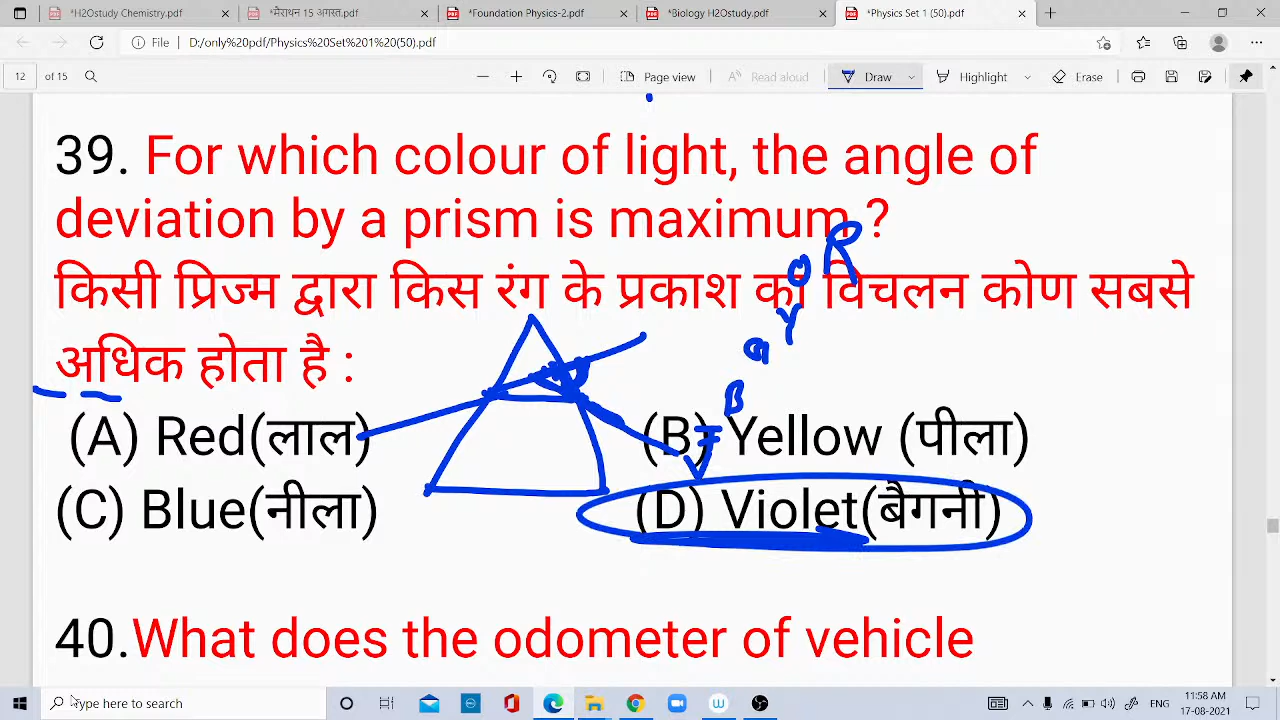 *H2Ostudy Chemistry.pdf
*मैराथन 15 अगस्त.pdf
*Foundation Physics-2.pdf
*Biology H2Ostudy.pdf
*Physics Set 1 (50).pdf
File D:/only%20pdf/Physics%20Set%201%20(50).pdf
12 of 15 Page view Read aloud Draw Highlight Erase
39. For which colour of light, the angle of
deviation by a prism is maximum ?
R
O
किसी प्रिज्म द्वारा किस रंग के प्रकाश का विचलन कोण सबसे
Y
G
अधिक होता है :
B
(A) Red(लाल) (B) Yellow (पीला)
I
V
(C) Blue(नीला) (D) Violet(बैगनी)
40.What does the odometer of vehicle
Type here to search
ENG
11:58 AM
17-08-2021